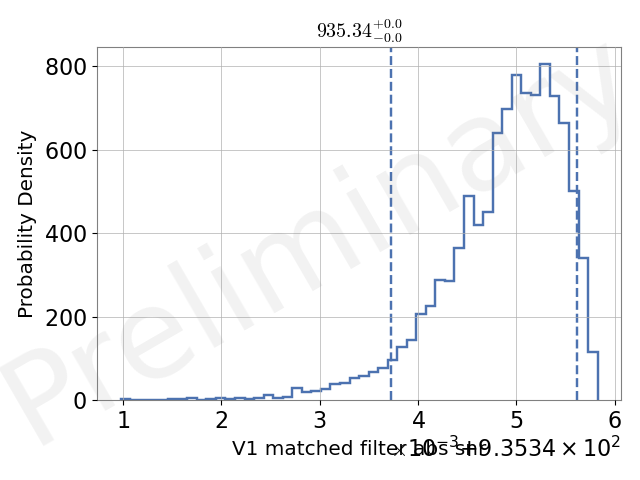 935.34+0.0−0.0
800
600
400
200
0
Probability Density
Preliminary
1 2 3 4 5 6
V1 matched filter abs snr
×10−3+9.3534 × 10²